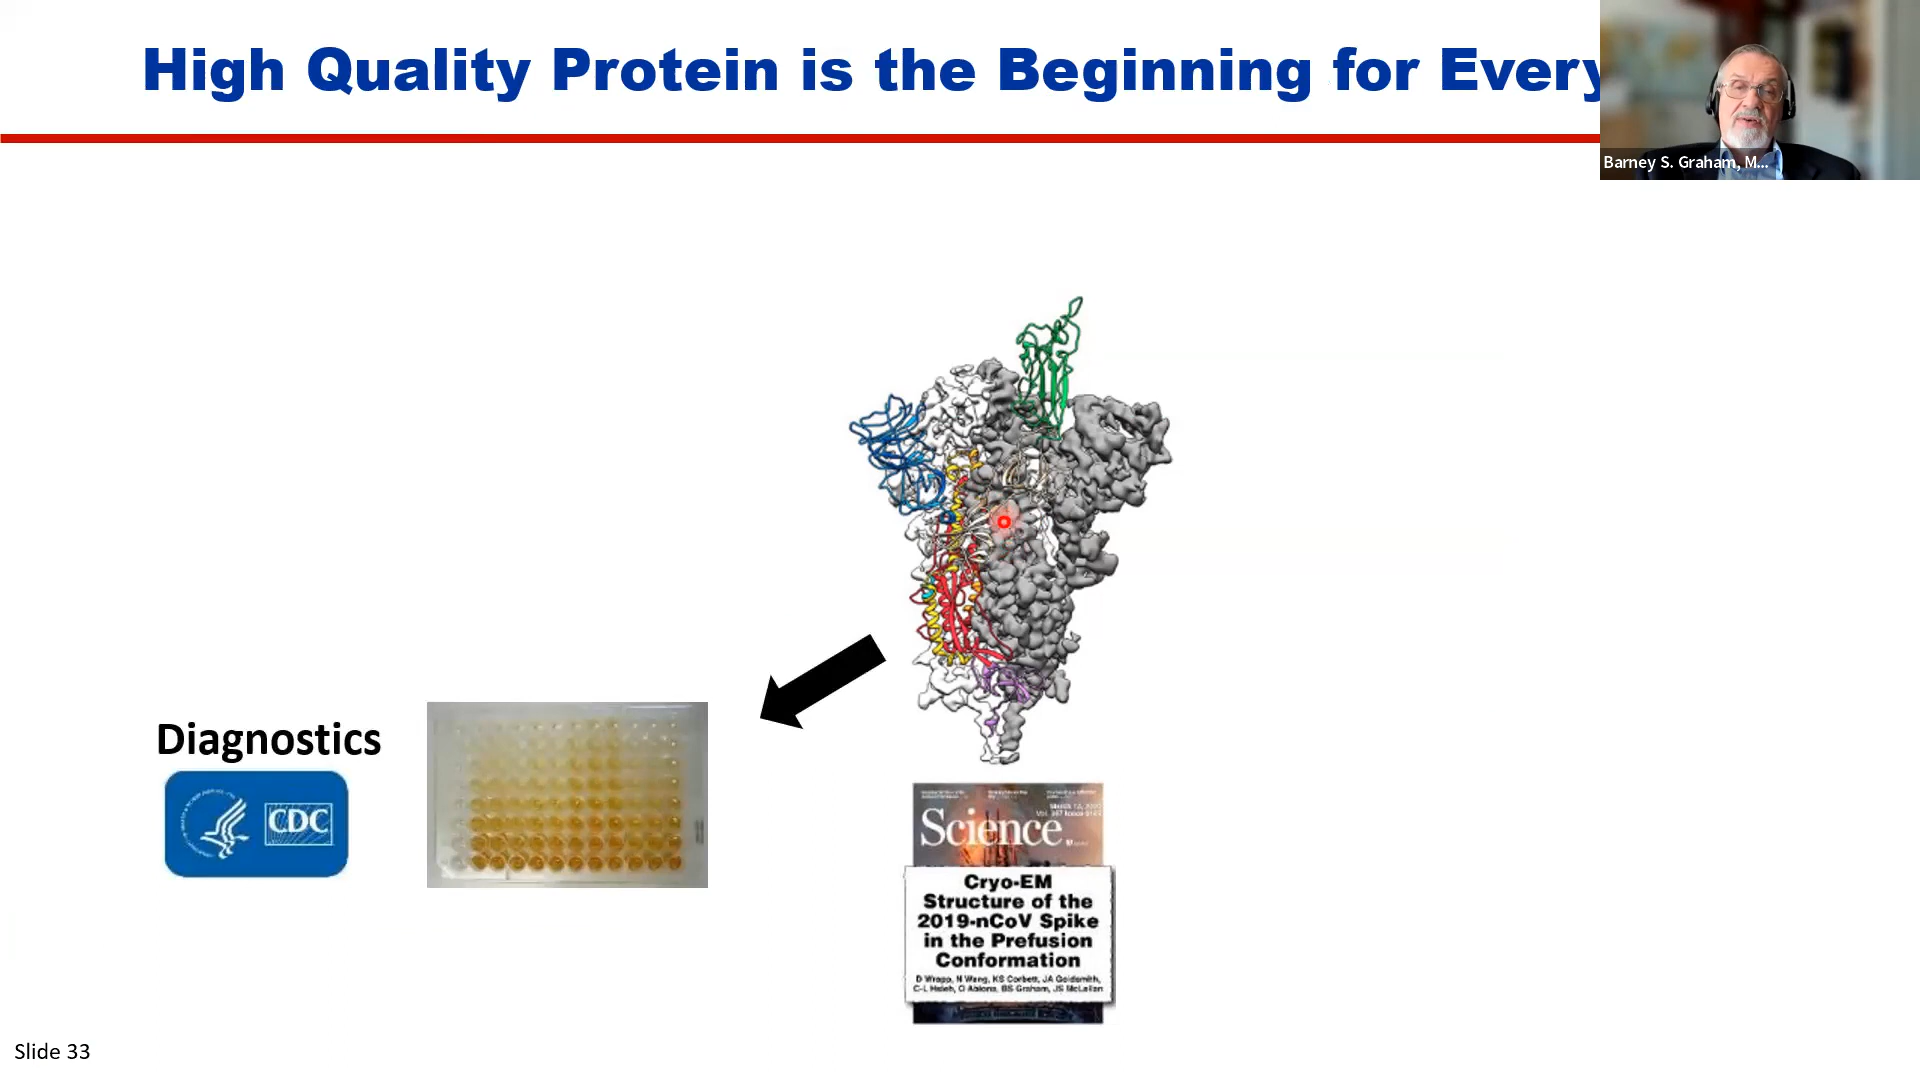 High Quality Protein is the Beginning for Every
Barney S. Graham, M...
Diagnostics
CDC
Science
Cryo-EM
Structure of the
2019-nCoV Spike
in the Prefusion
Conformation
D Wrapp, N Wang, KS Corbett, JA Goldsmith,
C-L Hsieh, O Abiona, BS Graham, JS McLellan
Slide 33